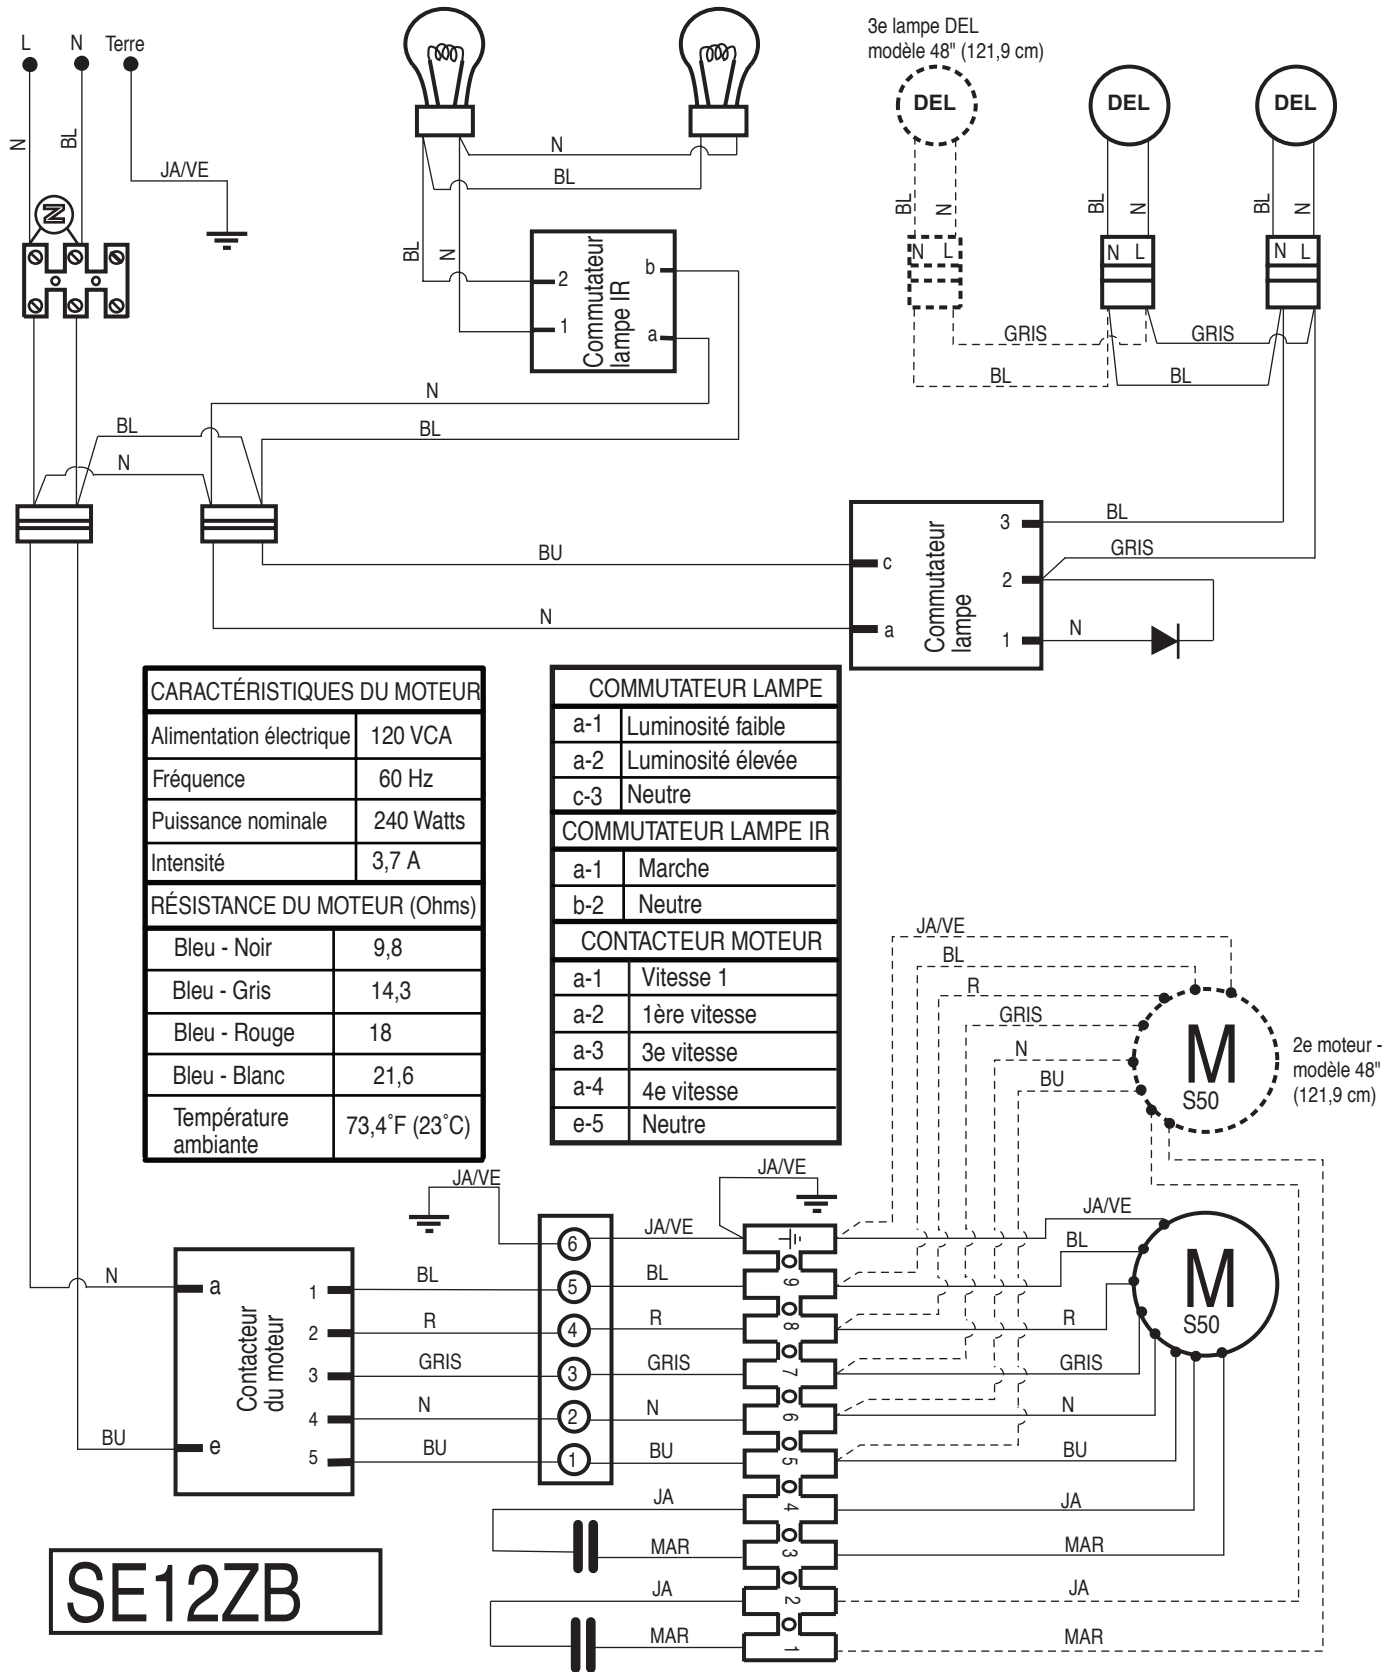 L N Terre
3e lampe DEL
modèle 48" (121,9 cm)
DEL DEL DEL
N BL JA/VE
N
N
BL
BL N
BL N BL N BL N
N L N L N L
2 b
1 a
Commutateur
lampe IR
GRIS GRIS
BL BL
N
BL
BL
N
BU
N
c 3
a 2
1
Commutateur
lampe
BL
GRIS
N
CARACTÉRISTIQUES DU MOTEUR
Alimentation électrique 120 VCA
Fréquence 60 Hz
Puissance nominale 240 Watts
Intensité 3,7 A
RÉSISTANCE DU MOTEUR (Ohms)
Bleu - Noir 9,8
Bleu - Gris 14,3
Bleu - Rouge 18
Bleu - Blanc 21,6
Température
ambiante
73,4˚F (23˚C)
COMMUTATEUR LAMPE
a-1 Luminosité faible
a-2 Luminosité élevée
c-3 Neutre
COMMUTATEUR LAMPE IR
a-1 Marche
b-2 Neutre
CONTACTEUR MOTEUR
a-1 Vitesse 1
a-2 1ère vitesse
a-3 3e vitesse
a-4 4e vitesse
e-5 Neutre
JA/VE
BL
R
GRIS
N
BU
M
S50
2e moteur -
modèle 48"
(121,9 cm)
JA/VE JA/VE
6 JA/VE JA/VE
N a 1 BL 5 BL 9 BL
2 R 4 R 8 R
3 GRIS 3 GRIS 7 GRIS
4 N 2 N 6 N
BU e 5 BU 1 BU 5 BU
Contacteur
du moteur
M
S50
JA 4 JA
MAR 3 MAR
JA 2 JA
MAR 1 MAR
SE12ZB